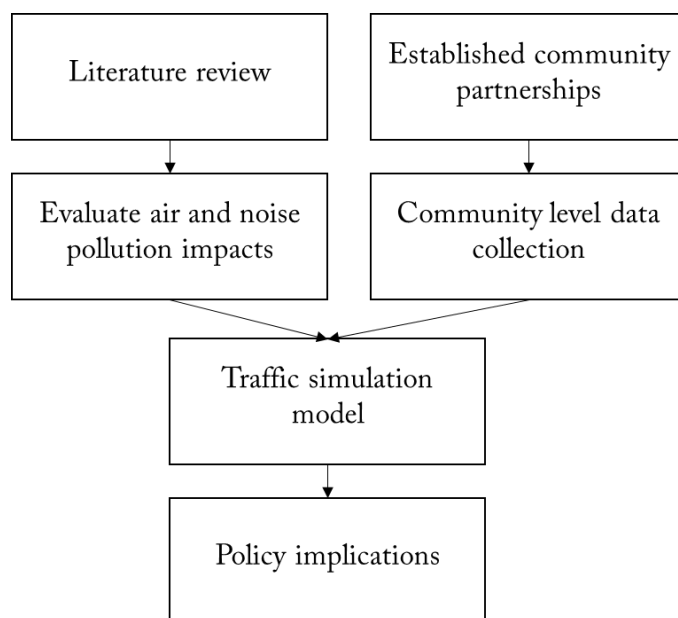 Literature review
Established community
partnerships
Evaluate air and noise
pollution impacts
Community level data
collection
Traffic simulation
model
Policy implications